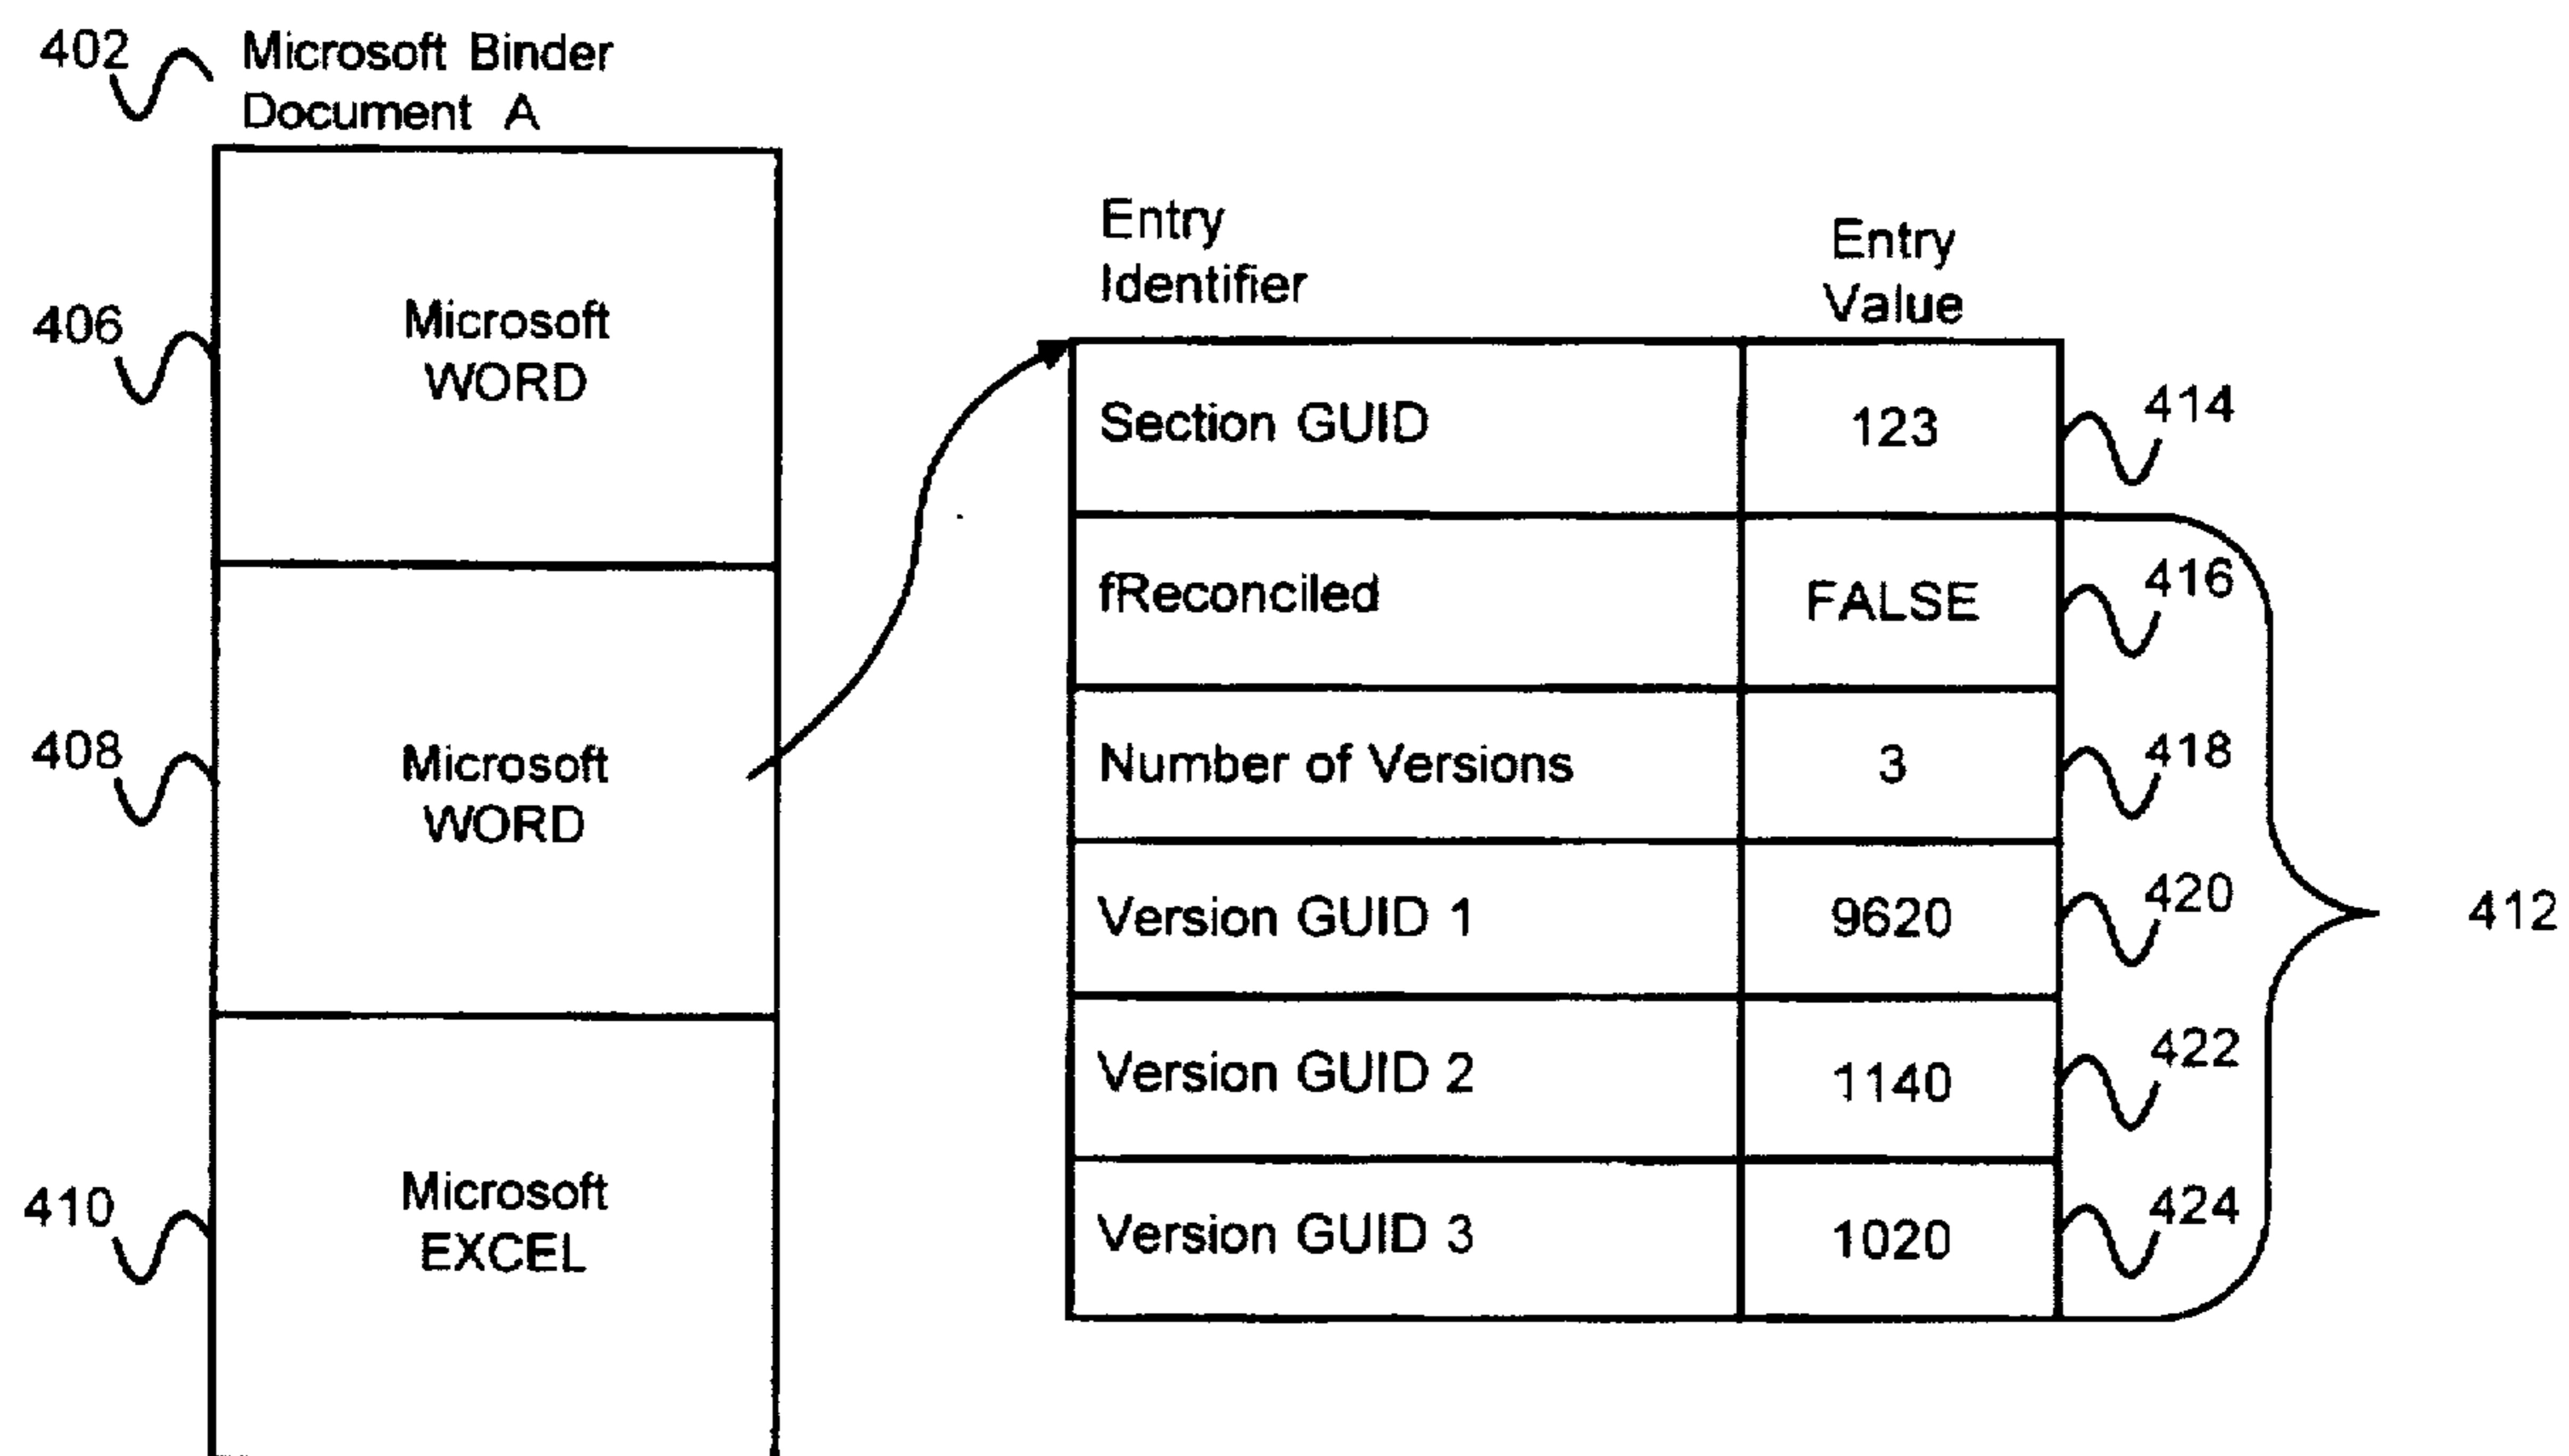 402
Microsoft Binder
Document A
406
Microsoft
WORD
408
Microsoft
WORD
410
Microsoft
EXCEL
Entry
Identifier
Entry
Value
Section GUID
123
414
fReconciled
FALSE
416
Number of Versions
3
418
Version GUID 1
9620
420
412
Version GUID 2
1140
422
Version GUID 3
1020
424